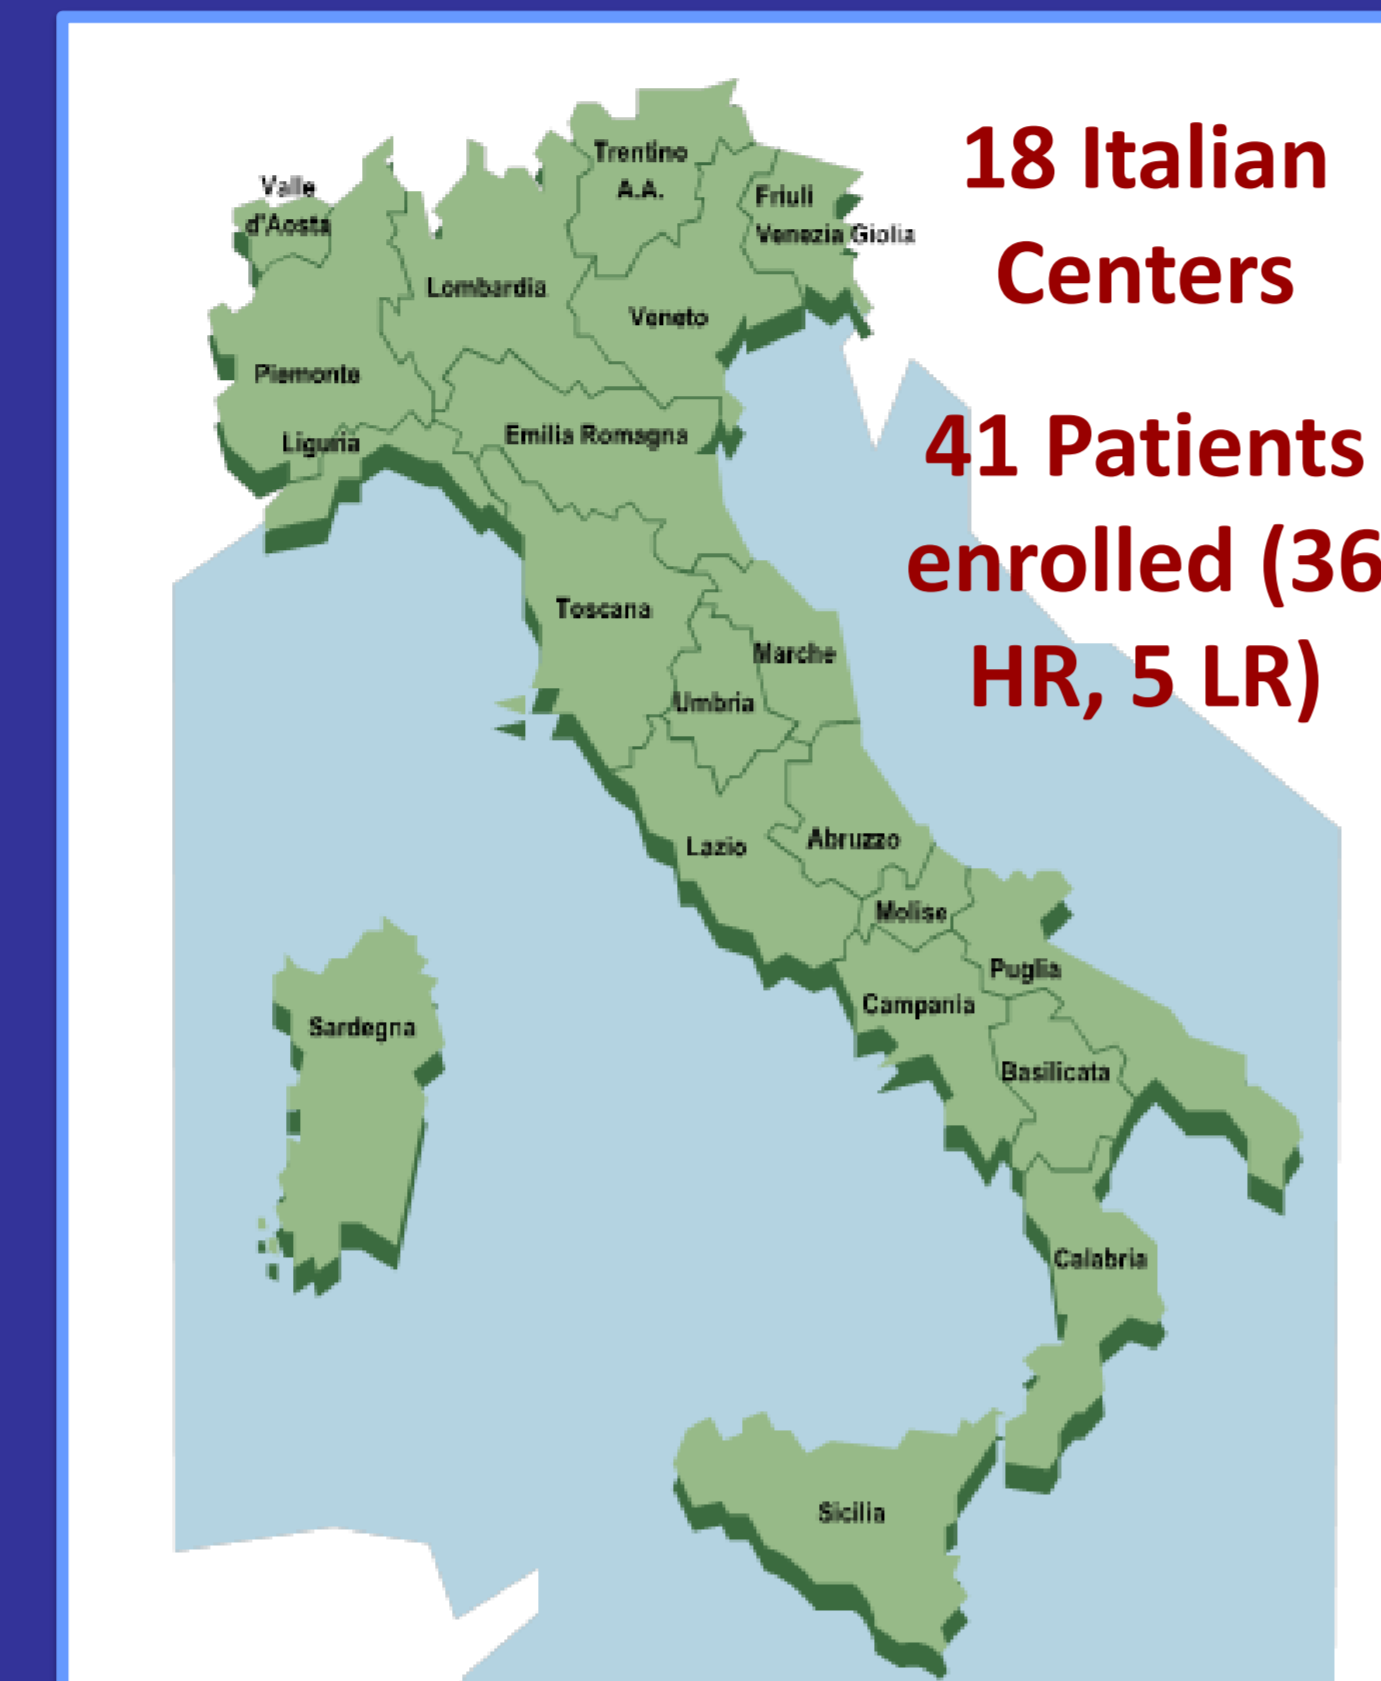 18 Italian
Centers
41 Patients
enrolled (36
HR, 5 LR)
Trentino
A.A.
Valle
d'Aosta
Friuli
Venezia Giolia
Lombardia
Veneto
Piemonte
Liguria
Emilia Romagna
Toscana
Marche
Umbria
Lazio
Abruzzo
Molise
Puglia
Campania
Basilicata
Sardegna
Calabria
Sicilia